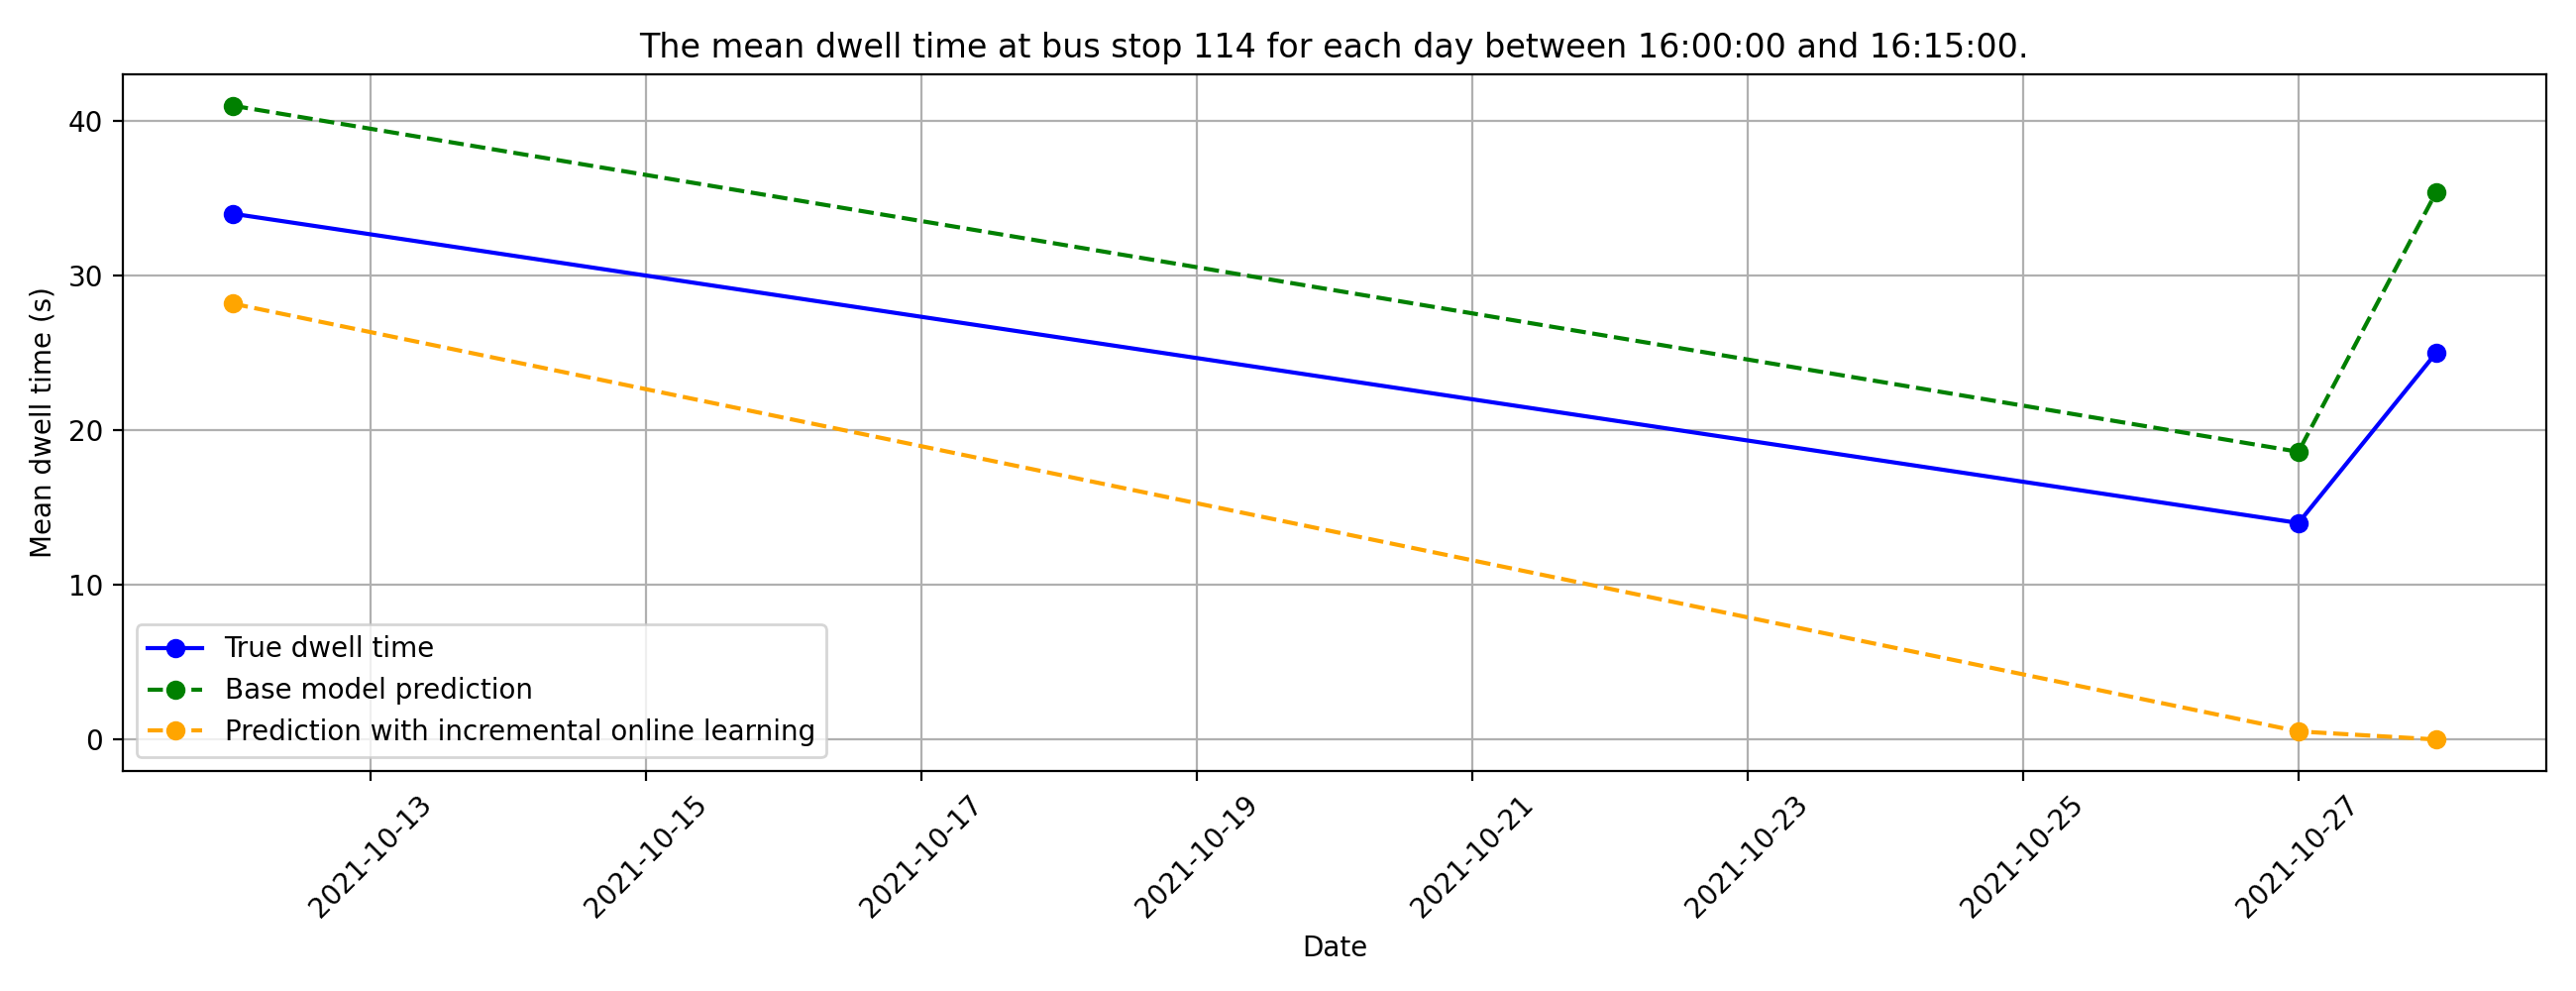 The mean dwell time at bus stop 114 for each day between 16:00:00 and 16:15:00.
Mean dwell time (s)
40
30
20
10
0
True dwell time
Base model prediction
Prediction with incremental online learning
2021-10-13
2021-10-15
2021-10-17
2021-10-19
2021-10-21
2021-10-23
2021-10-25
2021-10-27
Date